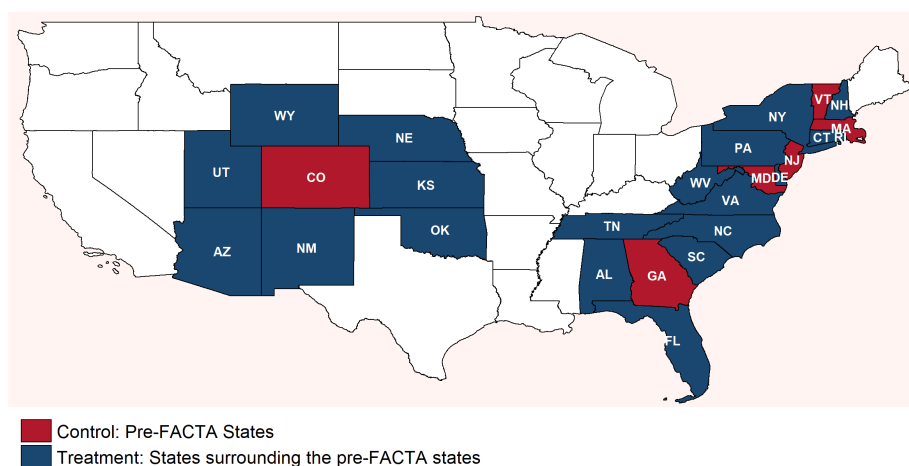 WY
NE
UT
CO
KS
AZ
NM
OK
TN
AL
GA
FL
SC
NC
VA
WV
PA
NY
VT
NH
MA
CT
RI
NJ
MD
DE
Control: Pre-FACTA States
Treatment: States surrounding the pre-FACTA states